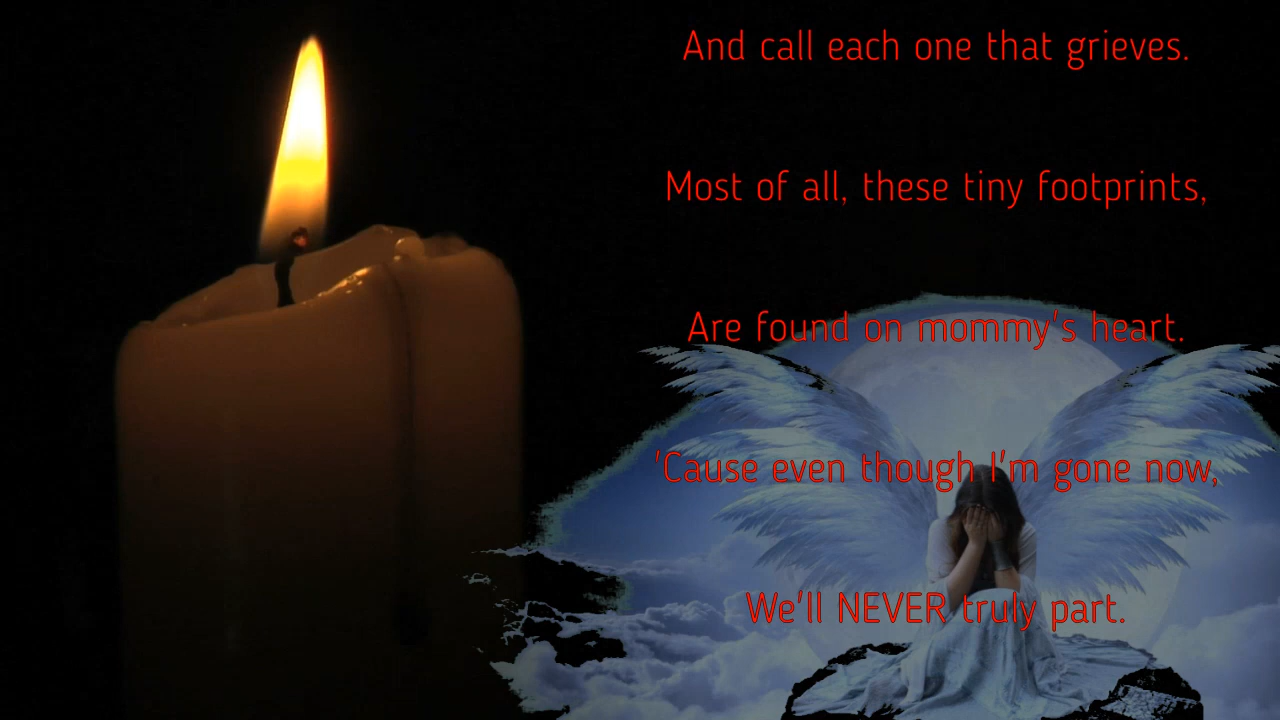 And call each one that grieves.
Most of all, these tiny footprints,
Are found on mommy's heart.
'Cause even though I'm gone now,
We'll NEVER truly part.